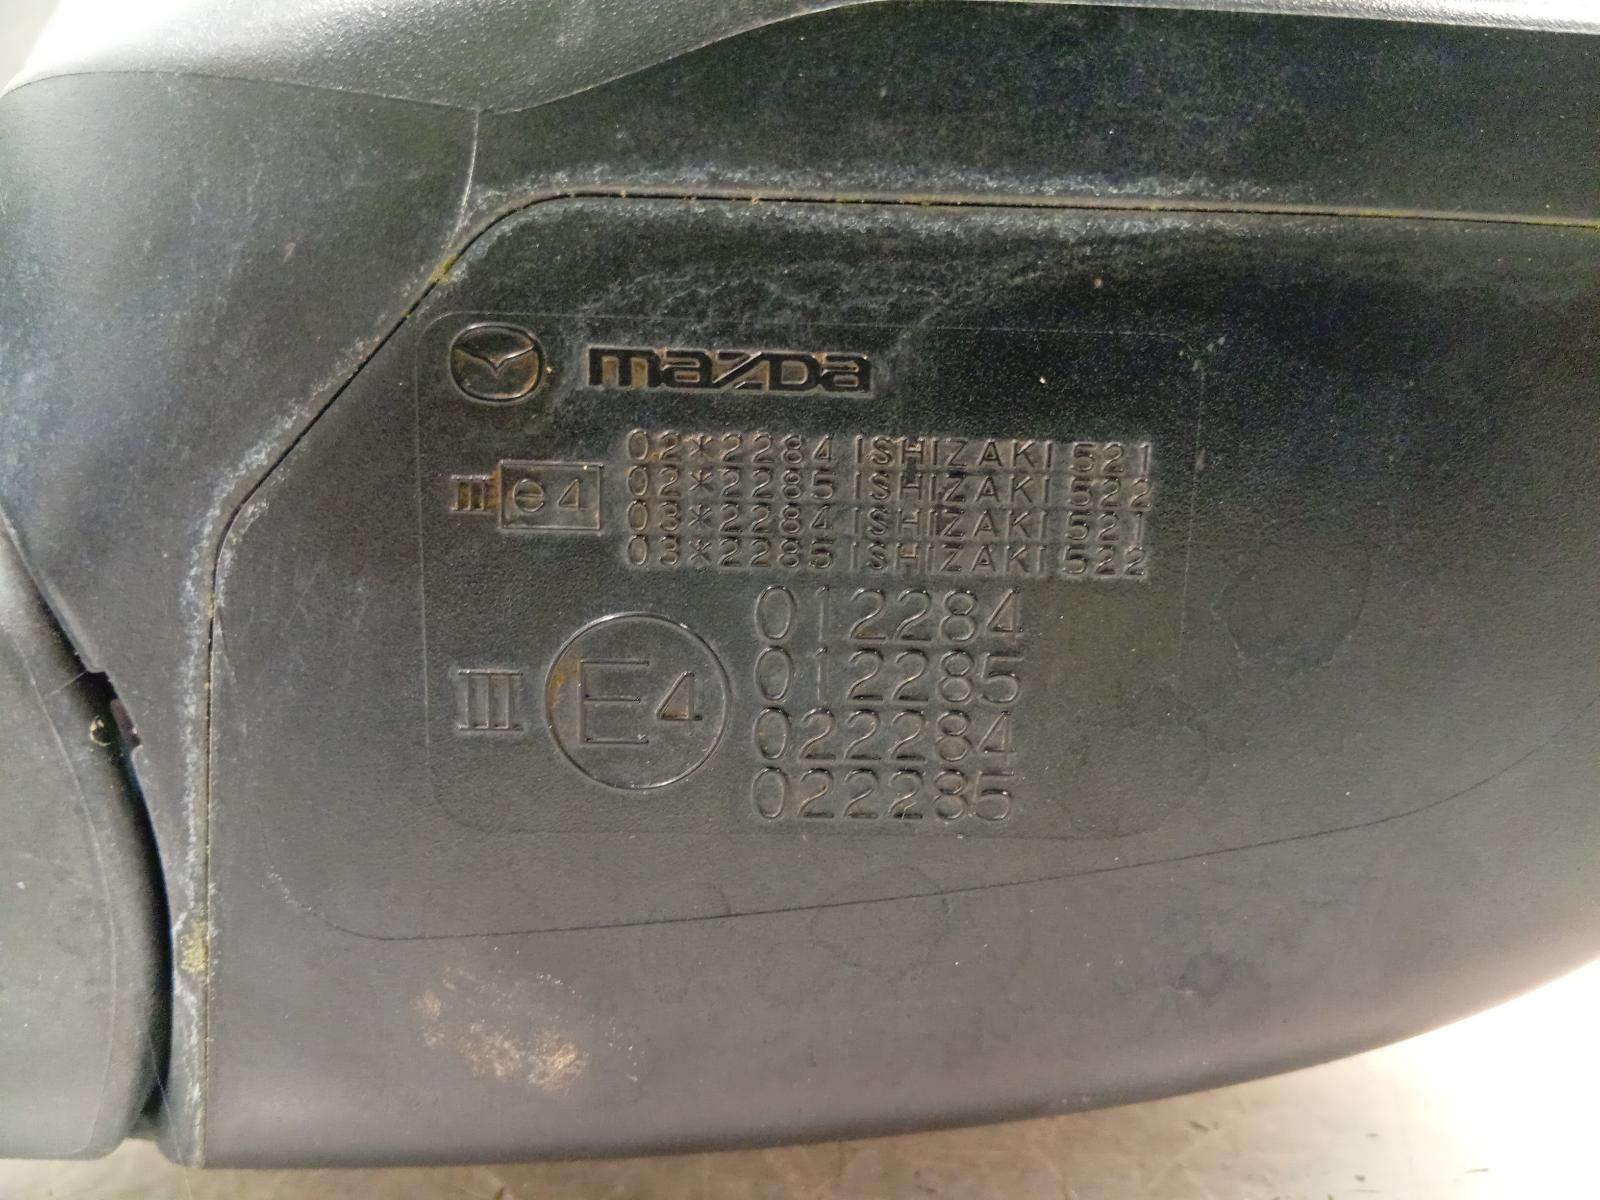 mazda
02*2284 ISHIZAKI 521
02*2285 ISHIZAKI 522
03*2284 ISHIZAKI 521
03*2285 ISHIZAKI 522
III e4
012284
012285
022284
022285
III E4